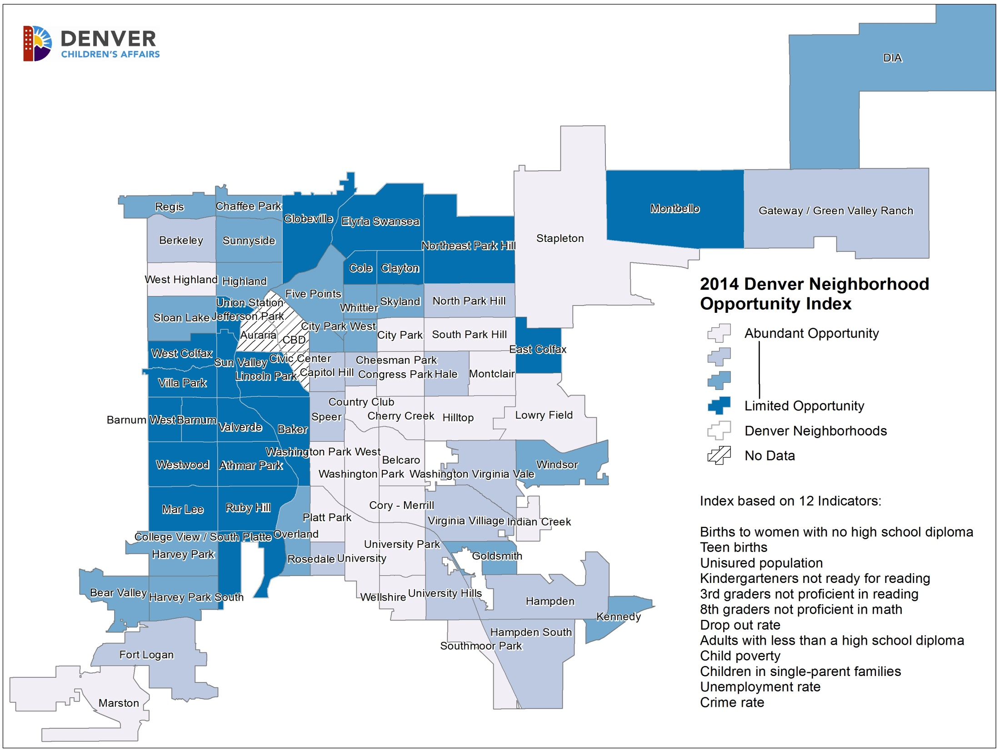 DENVER
CHILDREN'S AFFAIRS
DIA
Regis
Chaffee Park
Globeville
Elyria Swansea
Montbello
Gateway / Green Valley Ranch
Berkeley
Sunnyside
Northeast Park Hill
Stapleton
Cole
Clayton
West Highland
Highland
Five Points
Union Station
Whittier
Skyland
North Park Hill
Sloan Lake
Jefferson Park
City Park West
Auraria
CBD
City Park
South Park Hill
West Colfax
East Colfax
Sun Valley
Civic Center
Cheesman Park
Lincoln Park
Capitol Hill
Congress Park
Hale
Montclair
Villa Park
Country Club
Barnum West
Barnum
Valverde
Baker
Speer
Cherry Creek
Hilltop
Lowry Field
Washington Park West
Belcaro
Westwood
Athmar Park
Washington Park
Washington Virginia Vale
Windsor
Mar Lee
Ruby Hill
Cory - Merrill
Platt Park
Virginia Villiage
Indian Creek
College View / South Platte
Overland
Harvey Park
University Park
Rosedale
University
Goldsmith
Bear Valley
Harvey Park South
Wellshire
University Hills
Hampden
Kennedy
Hampden South
Southmoor Park
Fort Logan
Marston
2014 Denver Neighborhood
Opportunity Index
Abundant Opportunity
Limited Opportunity
Denver Neighborhoods
No Data
Index based on 12 Indicators:
Births to women with no high school diploma
Teen births
Unisured population
Kindergarteners not ready for reading
3rd graders not proficient in reading
8th graders not proficient in math
Drop out rate
Adults with less than a high school diploma
Child poverty
Children in single-parent families
Unemployment rate
Crime rate